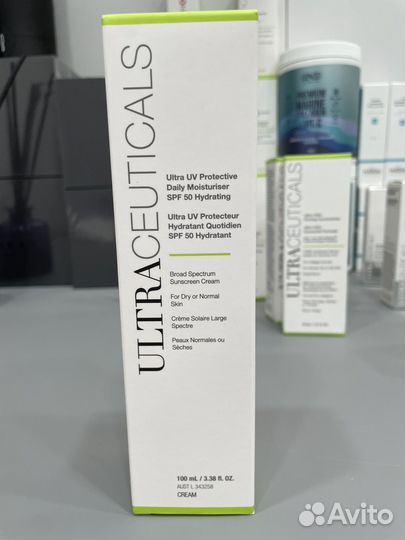 ULTRACEUTICALS
Ultra UV Protective
Daily Moisturiser
SPF 50 Hydrating
Ultra UV Protecteur
Hydratant Quotidien
SPF 50 Hydratant
Broad Spectrum
Sunscreen Cream
For Dry or Normal
Skin
Crème Solaire Large
Spectre
Peaux Normales ou
Sèches
100 mL / 3.38 fl. OZ.
AUST L 343258
CREAM
ULTRACEUTICALS
Avito